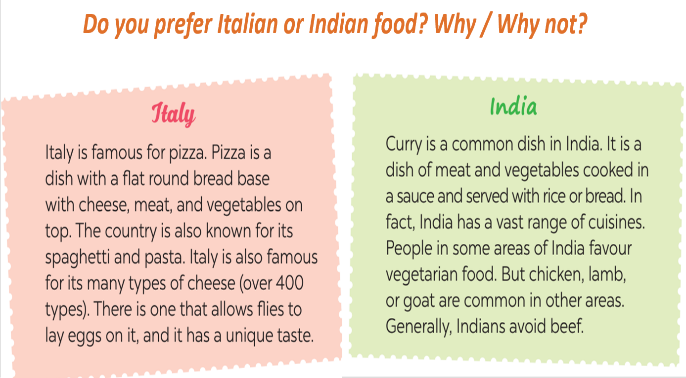 Do you prefer Italian or Indian food? Why / Why not?
Italy
Italy is famous for pizza. Pizza is a
dish with a flat round bread base
with cheese, meat, and vegetables on
top. The country is also known for its
spaghetti and pasta. Italy is also famous
for its many types of cheese (over 400
types). There is one that allows flies to
lay eggs on it, and it has a unique taste.
India
Curry is a common dish in India. It is a
dish of meat and vegetables cooked in
a sauce and served with rice or bread. In
fact, India has a vast range of cuisines.
People in some areas of India favour
vegetarian food. But chicken, lamb,
or goat are common in other areas.
Generally, Indians avoid beef.